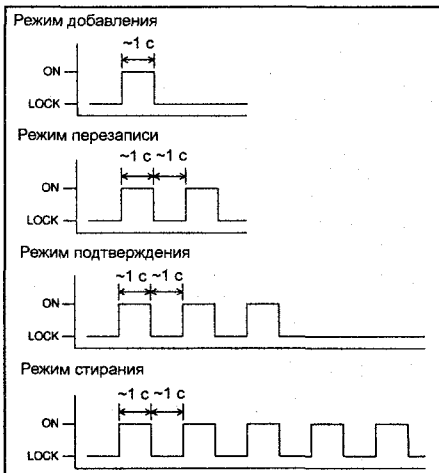 Режим добавления
~1 с
ON
LOCK
Режим перезаписи
~1 с ~1 с
ON
LOCK
Режим подтверждения
~1 с ~1 с
ON
LOCK
Режим стирания
~1 с ~1 с
ON
LOCK